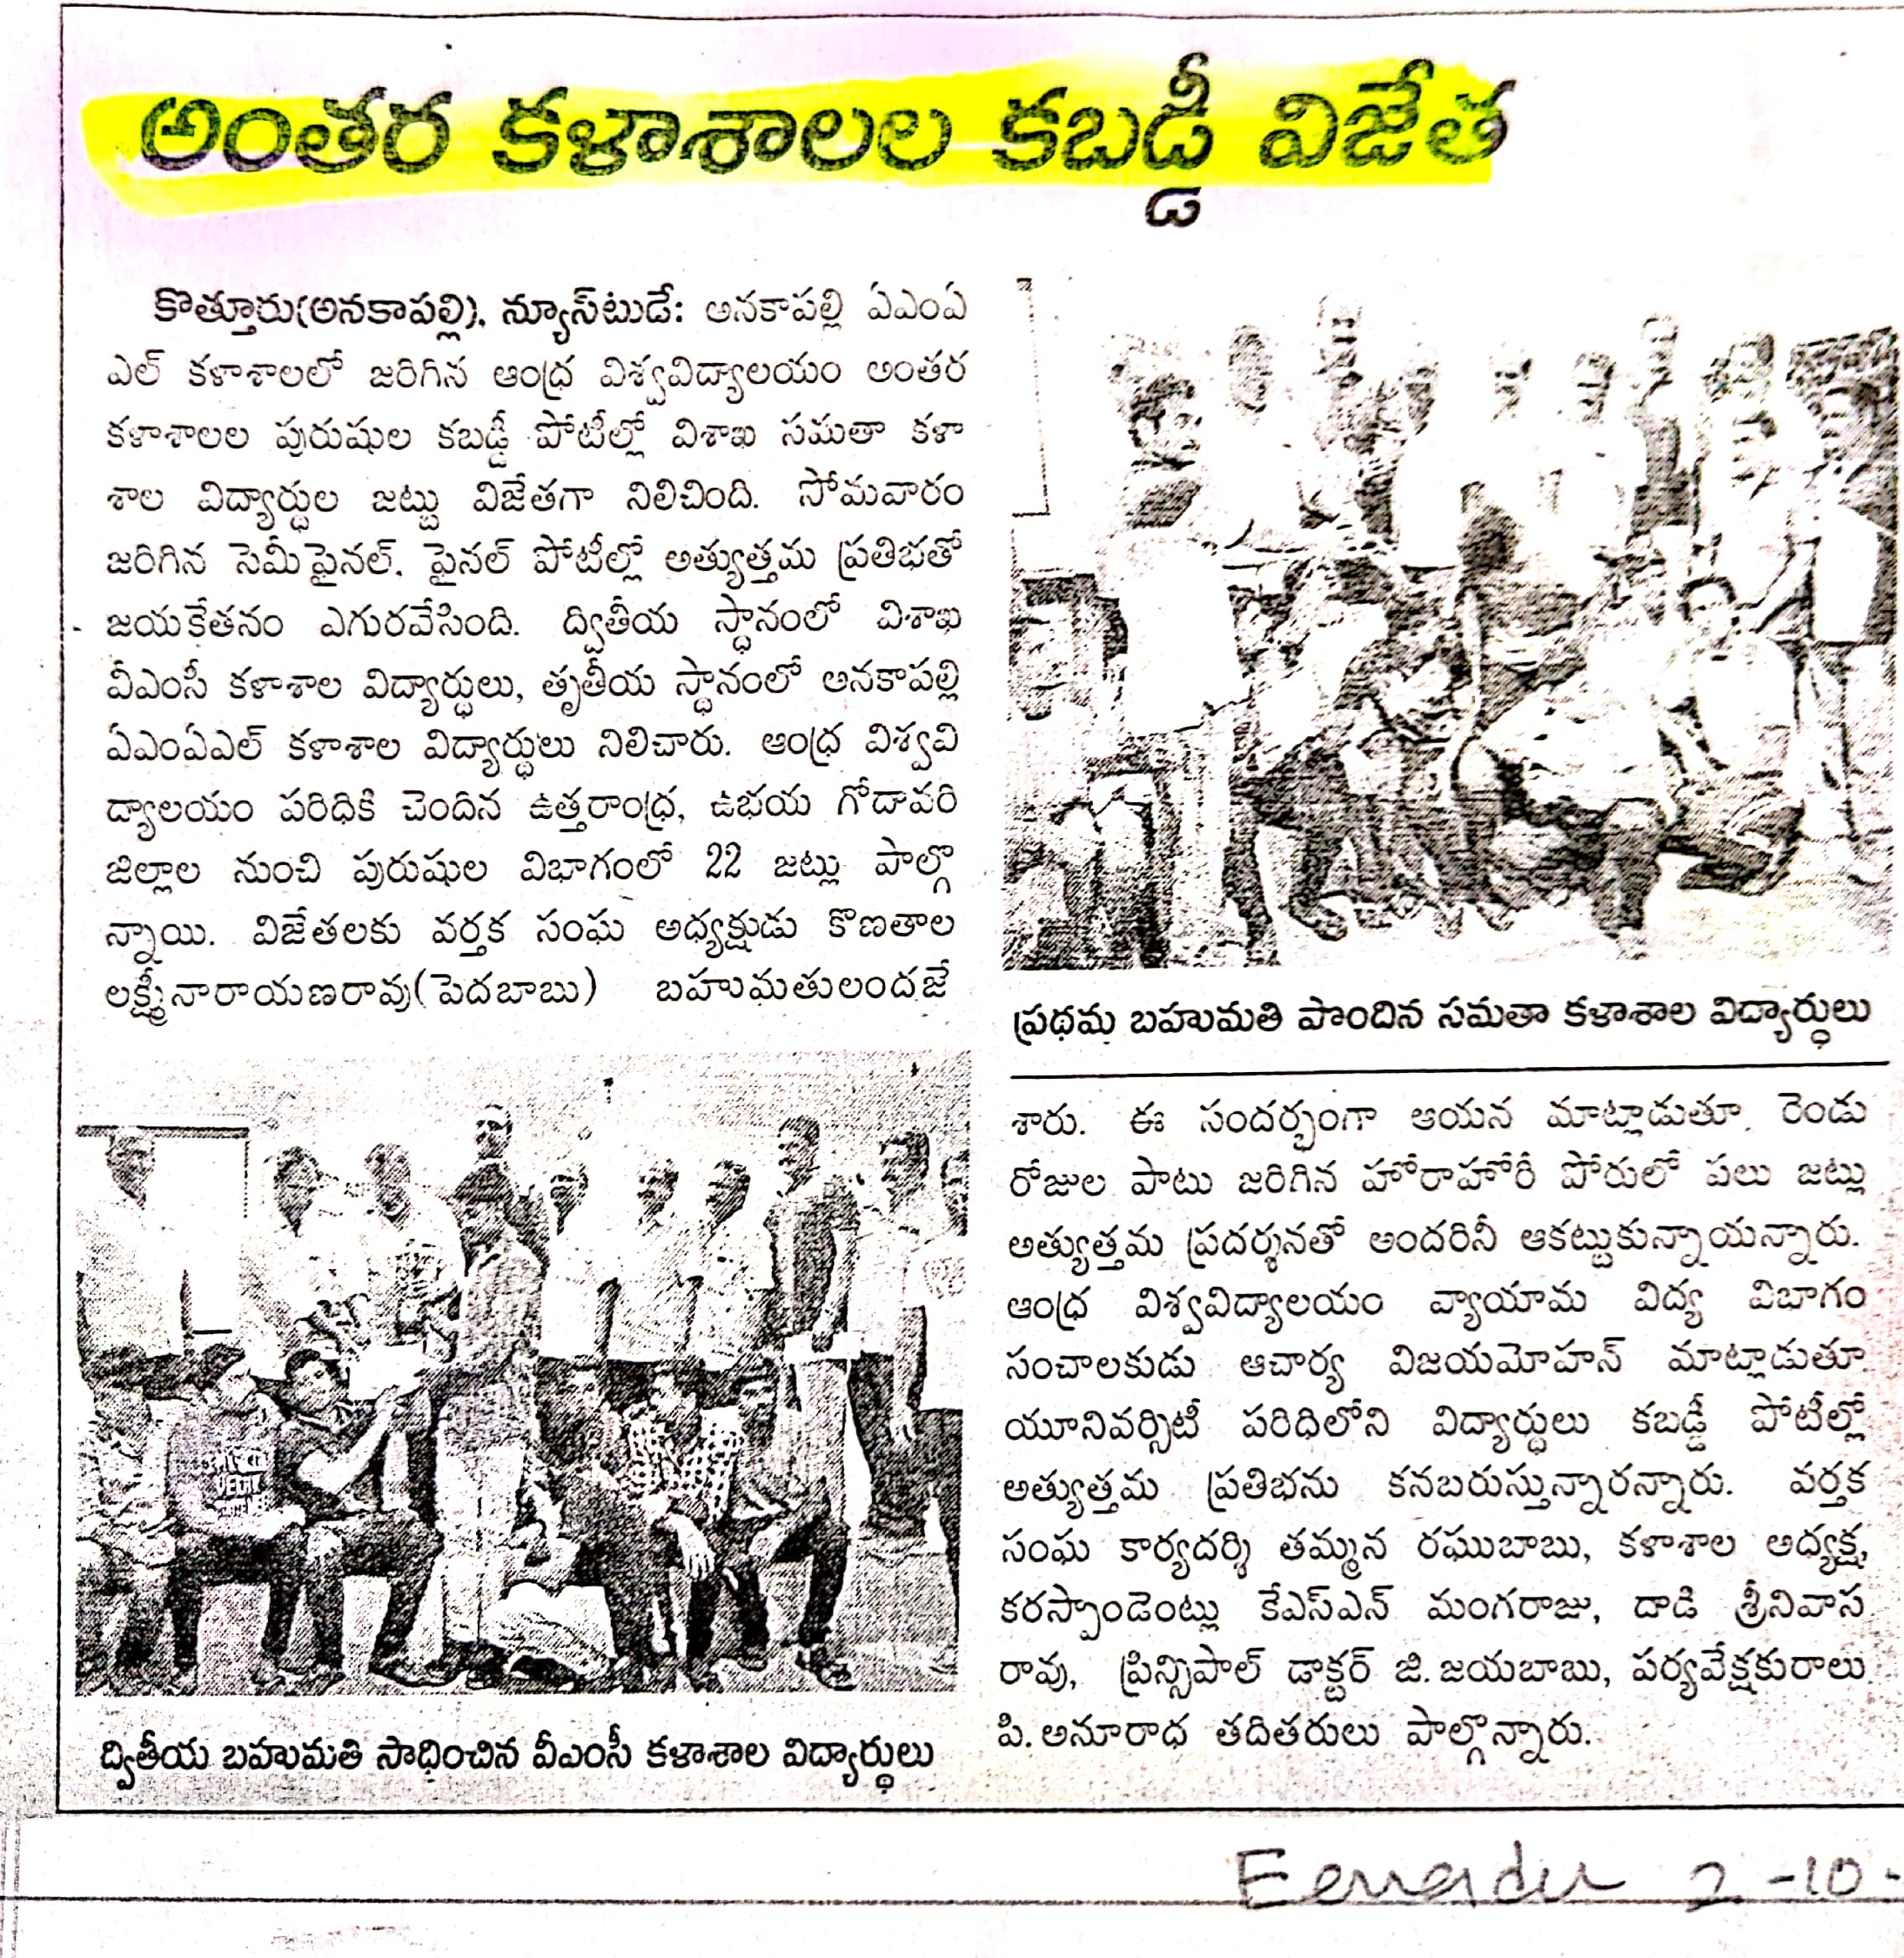 అంతర కళాశాలల కబడ్డీ విజేత
కొత్తూరు(అనకాపల్లి), న్యూస్‌టుడే: అనకాపల్లి ఏఎంఏ
ఎల్ కళాశాలలో జరిగిన ఆంధ్ర విశ్వవిద్యాలయం అంతర
కళాశాలల పురుషుల కబడ్డీ పోటీల్లో విశాఖ సమతా కళా
శాల విద్యార్థుల జట్టు విజేతగా నిలిచింది. సోమవారం
జరిగిన సెమీఫైనల్, ఫైనల్ పోటీల్లో అత్యుత్తమ ప్రతిభతో
జయకేతనం ఎగురవేసింది. ద్వితీయ స్థానంలో విశాఖ
వీఎంసీ కళాశాల విద్యార్థులు, తృతీయ స్థానంలో అనకాపల్లి
ఏఎంఏఎల్ కళాశాల విద్యార్థులు నిలిచారు. ఆంధ్ర విశ్వవి
ద్యాలయం పరిధికి చెందిన ఉత్తరాంధ్ర, ఉభయ గోదావరి
జిల్లాల నుంచి పురుషుల విభాగంలో 22 జట్లు పాల్గొ
న్నాయి. విజేతలకు వర్తక సంఘ అధ్యక్షుడు కొణతాల
లక్ష్మీనారాయణరావు(పెదబాబు) బహుమతులందజే
ద్వితీయ బహుమతి సాధించిన వీఎంసీ కళాశాల విద్యార్థులు
ప్రథమ బహుమతి పొందిన సమతా కళాశాల విద్యార్థులు
శారు. ఈ సందర్భంగా ఆయన మాట్లాడుతూ రెండు
రోజుల పాటు జరిగిన హోరాహోరీ పోరులో పలు జట్లు
అత్యుత్తమ ప్రదర్శనతో అందరినీ ఆకట్టుకున్నాయన్నారు.
ఆంధ్ర విశ్వవిద్యాలయం వ్యాయామ విద్య విబాగం
సంచాలకుడు ఆచార్య విజయమోహన్ మాట్లాడుతూ
యూనివర్సిటీ పరిధిలోని విద్యార్థులు కబడ్డీ పోటీల్లో
అత్యుత్తమ ప్రతిభను కనబరుస్తున్నారన్నారు. వర్తక
సంఘ కార్యదర్శి తమ్మన రఘుబాబు, కళాశాల అధ్యక్ష,
కరస్పాండెంట్లు కేఎస్ఎన్ మంగరాజు, దాడి శ్రీనివాస
రావు, ప్రిన్సిపాల్ డాక్టర్ జి.జయబాబు, పర్యవేక్షకురాలు
పి.అనూరాధ తదితరులు పాల్గొన్నారు.
Eenadu 2-10-